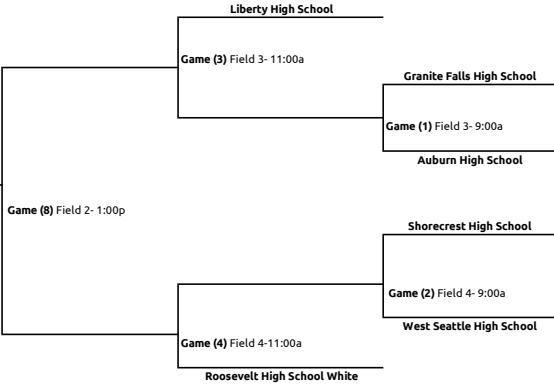 Liberty High School
Game (3) Field 3- 11:00a
Granite Falls High School
Game (1) Field 3- 9:00a
Auburn High School
Game (8) Field 2- 1:00p
Shorecrest High School
Game (2) Field 4- 9:00a
West Seattle High School
Game (4) Field 4-11:00a
Roosevelt High School White